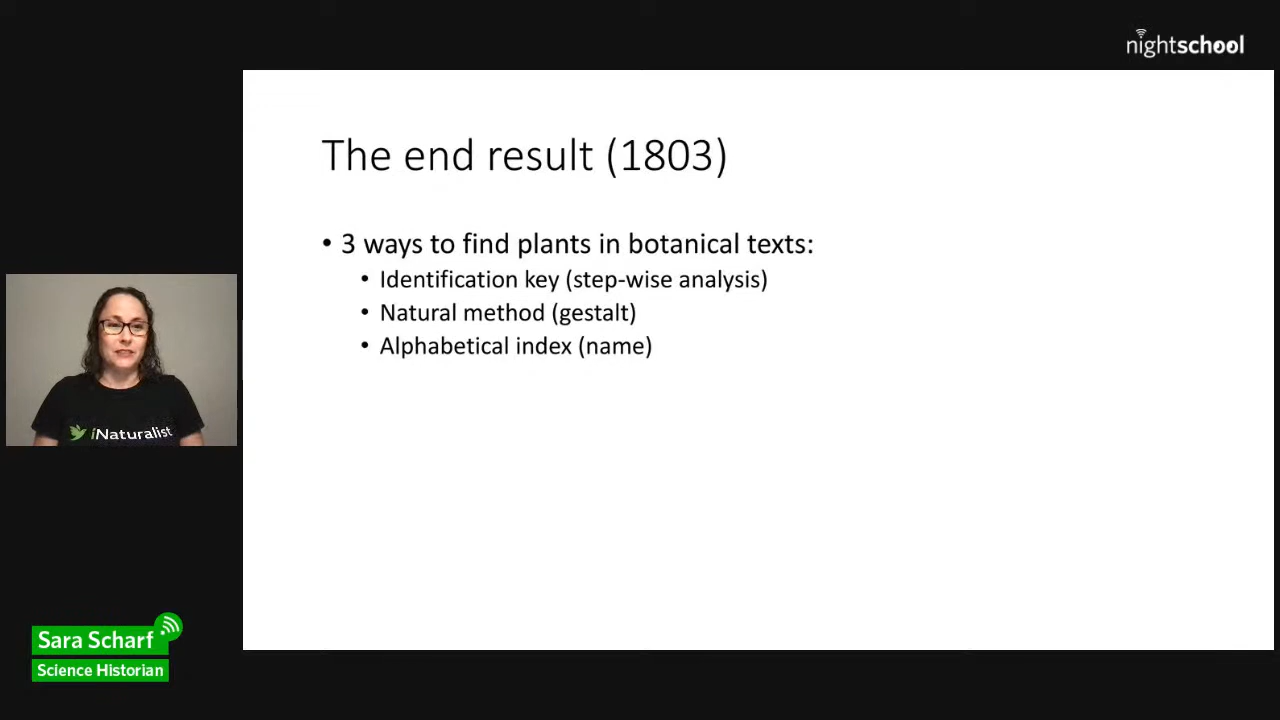 nightschool
The end result (1803)
• 3 ways to find plants in botanical texts:
• Identification key (step-wise analysis)
• Natural method (gestalt)
• Alphabetical index (name)
iNaturalist
Sara Scharf
Science Historian